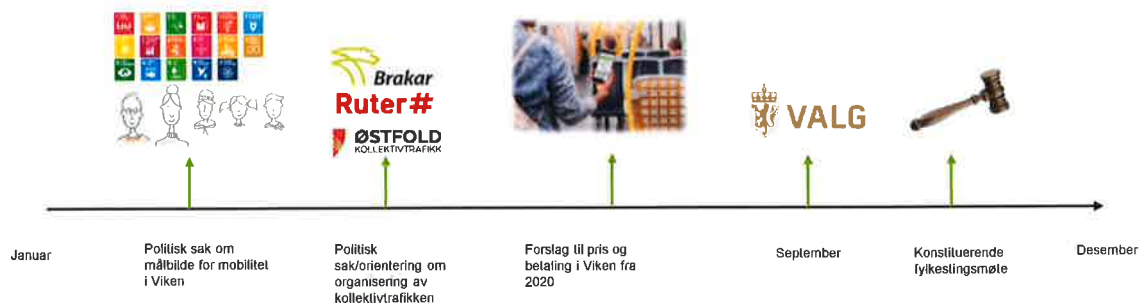 Brakar
Ruter#
ØSTFOLD
KOLLEKTIVTRAFIKK
VALG
Januar
Politisk sak om
målbilde for mobilitet
i Viken
Politisk
sak/orientering om
organisering av
kollektivtrafikken
Forslag til pris og
betaling i Viken fra
2020
September
Konstituerende
fylkestingsmøte
Desember